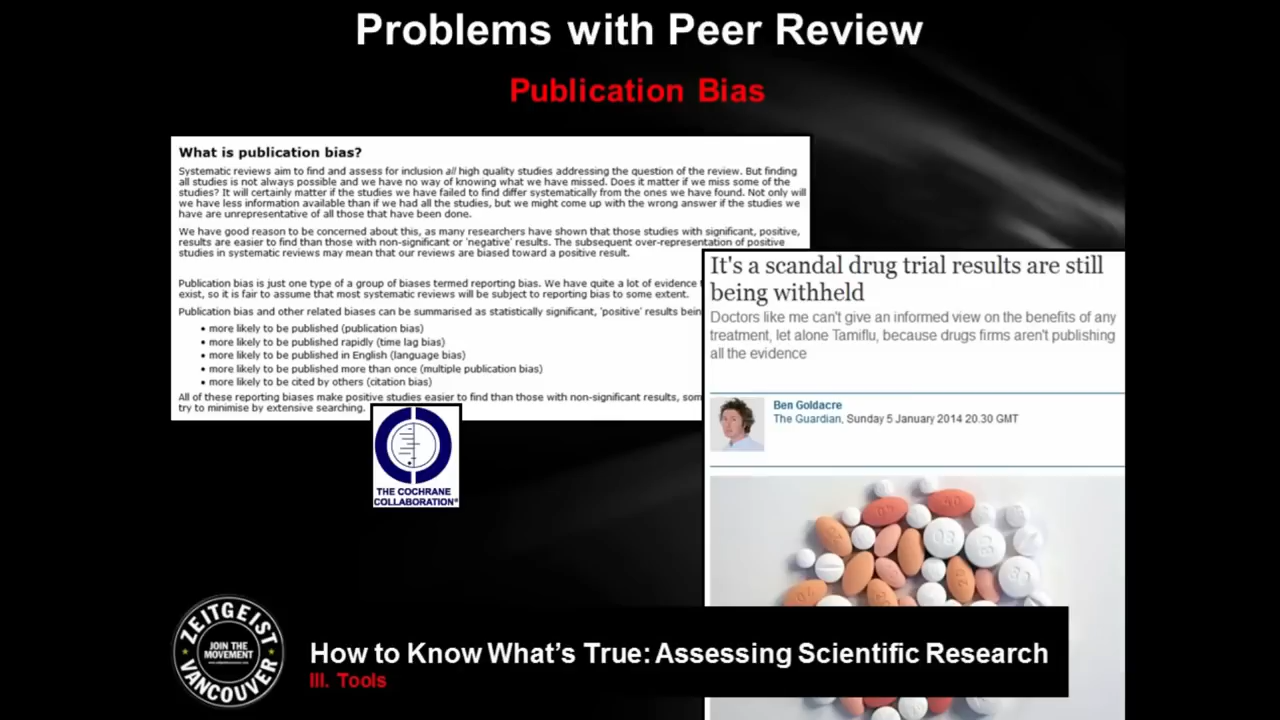 Problems with Peer Review
Publication Bias
What is publication bias?
Systematic reviews aim to find and assess for inclusion all high quality studies addressing the question of the review. But finding
all studies is not always possible and we have no way of knowing what we have missed. Does it matter if we miss some of the
studies? It will certainly matter if the studies we have failed to find differ systematically from the ones we have found. Not only will
we have less information available than if we had all the studies, but we might come up with the wrong answer if the studies we
have are unrepresentative of all those that have been done.
We have good reason to be concerned about this, as many researchers have shown that those studies with significant, positive,
results are easier to find than those with non-significant or 'negative' results. The subsequent over-representation of positive
studies in systematic reviews may mean that our reviews are biased toward a positive result.
Publication bias is just one type of a group of biases termed reporting bias. We have quite a lot of evidence
exist, so it is fair to assume that most systematic reviews will be subject to reporting bias to some extent.
Publication bias and other related biases can be summarised as statistically significant, 'positive' results bein
• more likely to be published (publication bias)
• more likely to be published rapidly (time lag bias)
• more likely to be published in English (language bias)
• more likely to be published more than once (multiple publication bias)
• more likely to be cited by others (citation bias)
All of these reporting biases make positive studies easier to find than those with non-significant results, som
try to minimise by extensive searching.
THE COCHRANE
COLLABORATION®
It's a scandal drug trial results are still
being withheld
Doctors like me can't give an informed view on the benefits of any
treatment, let alone Tamiflu, because drugs firms aren't publishing
all the evidence
Ben Goldacre
The Guardian, Sunday 5 January 2014 20.30 GMT
ZEITGEIST
JOIN THE
MOVEMENT
VANCOUVER
How to Know What's True: Assessing Scientific Research
III. Tools